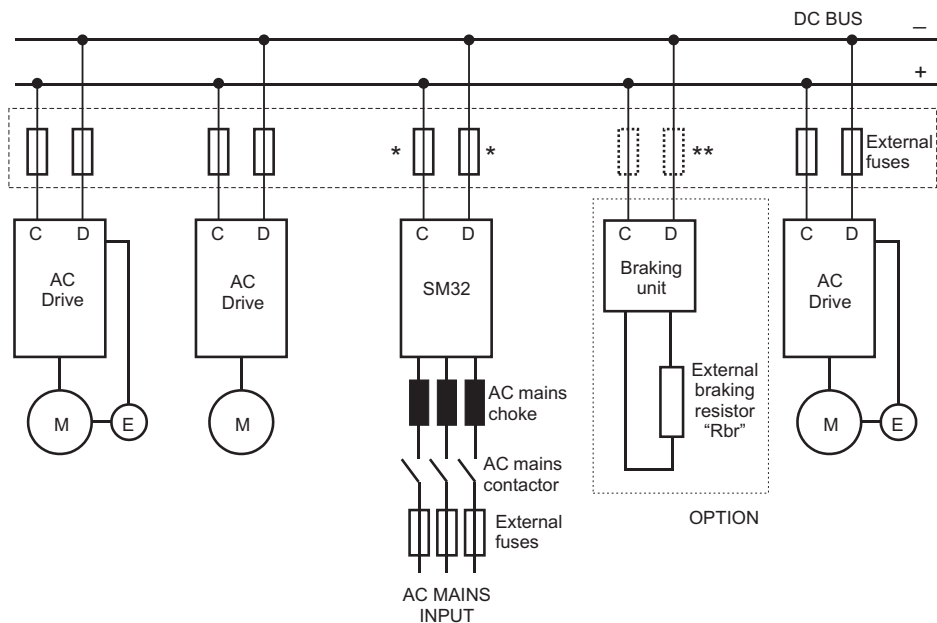 DC BUS
–
+
*
*
**
External
fuses
C D
AC
Drive
C D
AC
Drive
C D
SM32
C D
Braking
unit
C D
AC
Drive
M
E
M
AC mains
choke
External
braking
resistor
“Rbr”
M
E
AC mains
contactor
External
fuses
OPTION
AC MAINS
INPUT